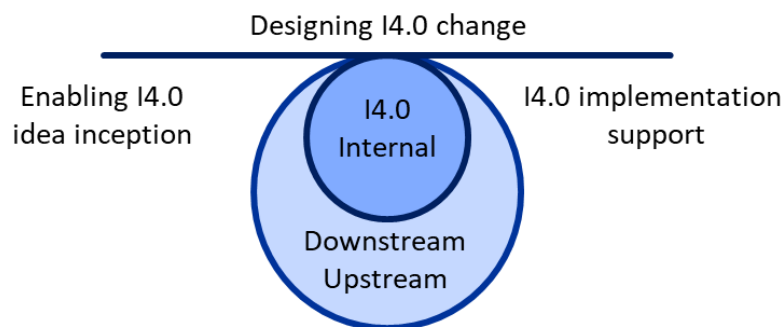 Designing I4.0 change
Enabling I4.0
idea inception
I4.0
Internal
I4.0 implementation
support
Downstream
Upstream